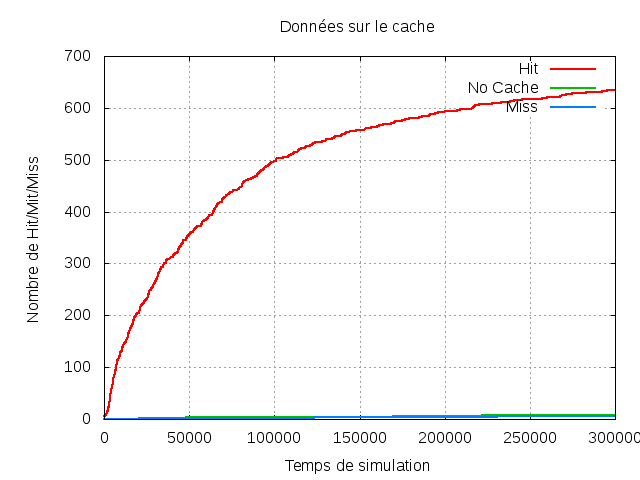 Données sur le cache
700
600
500
400
300
200
100
0
Nombre de Hit/Mit/Miss
Hit
No Cache
Miss
0 50000 100000 150000 200000 250000 300000
Temps de simulation